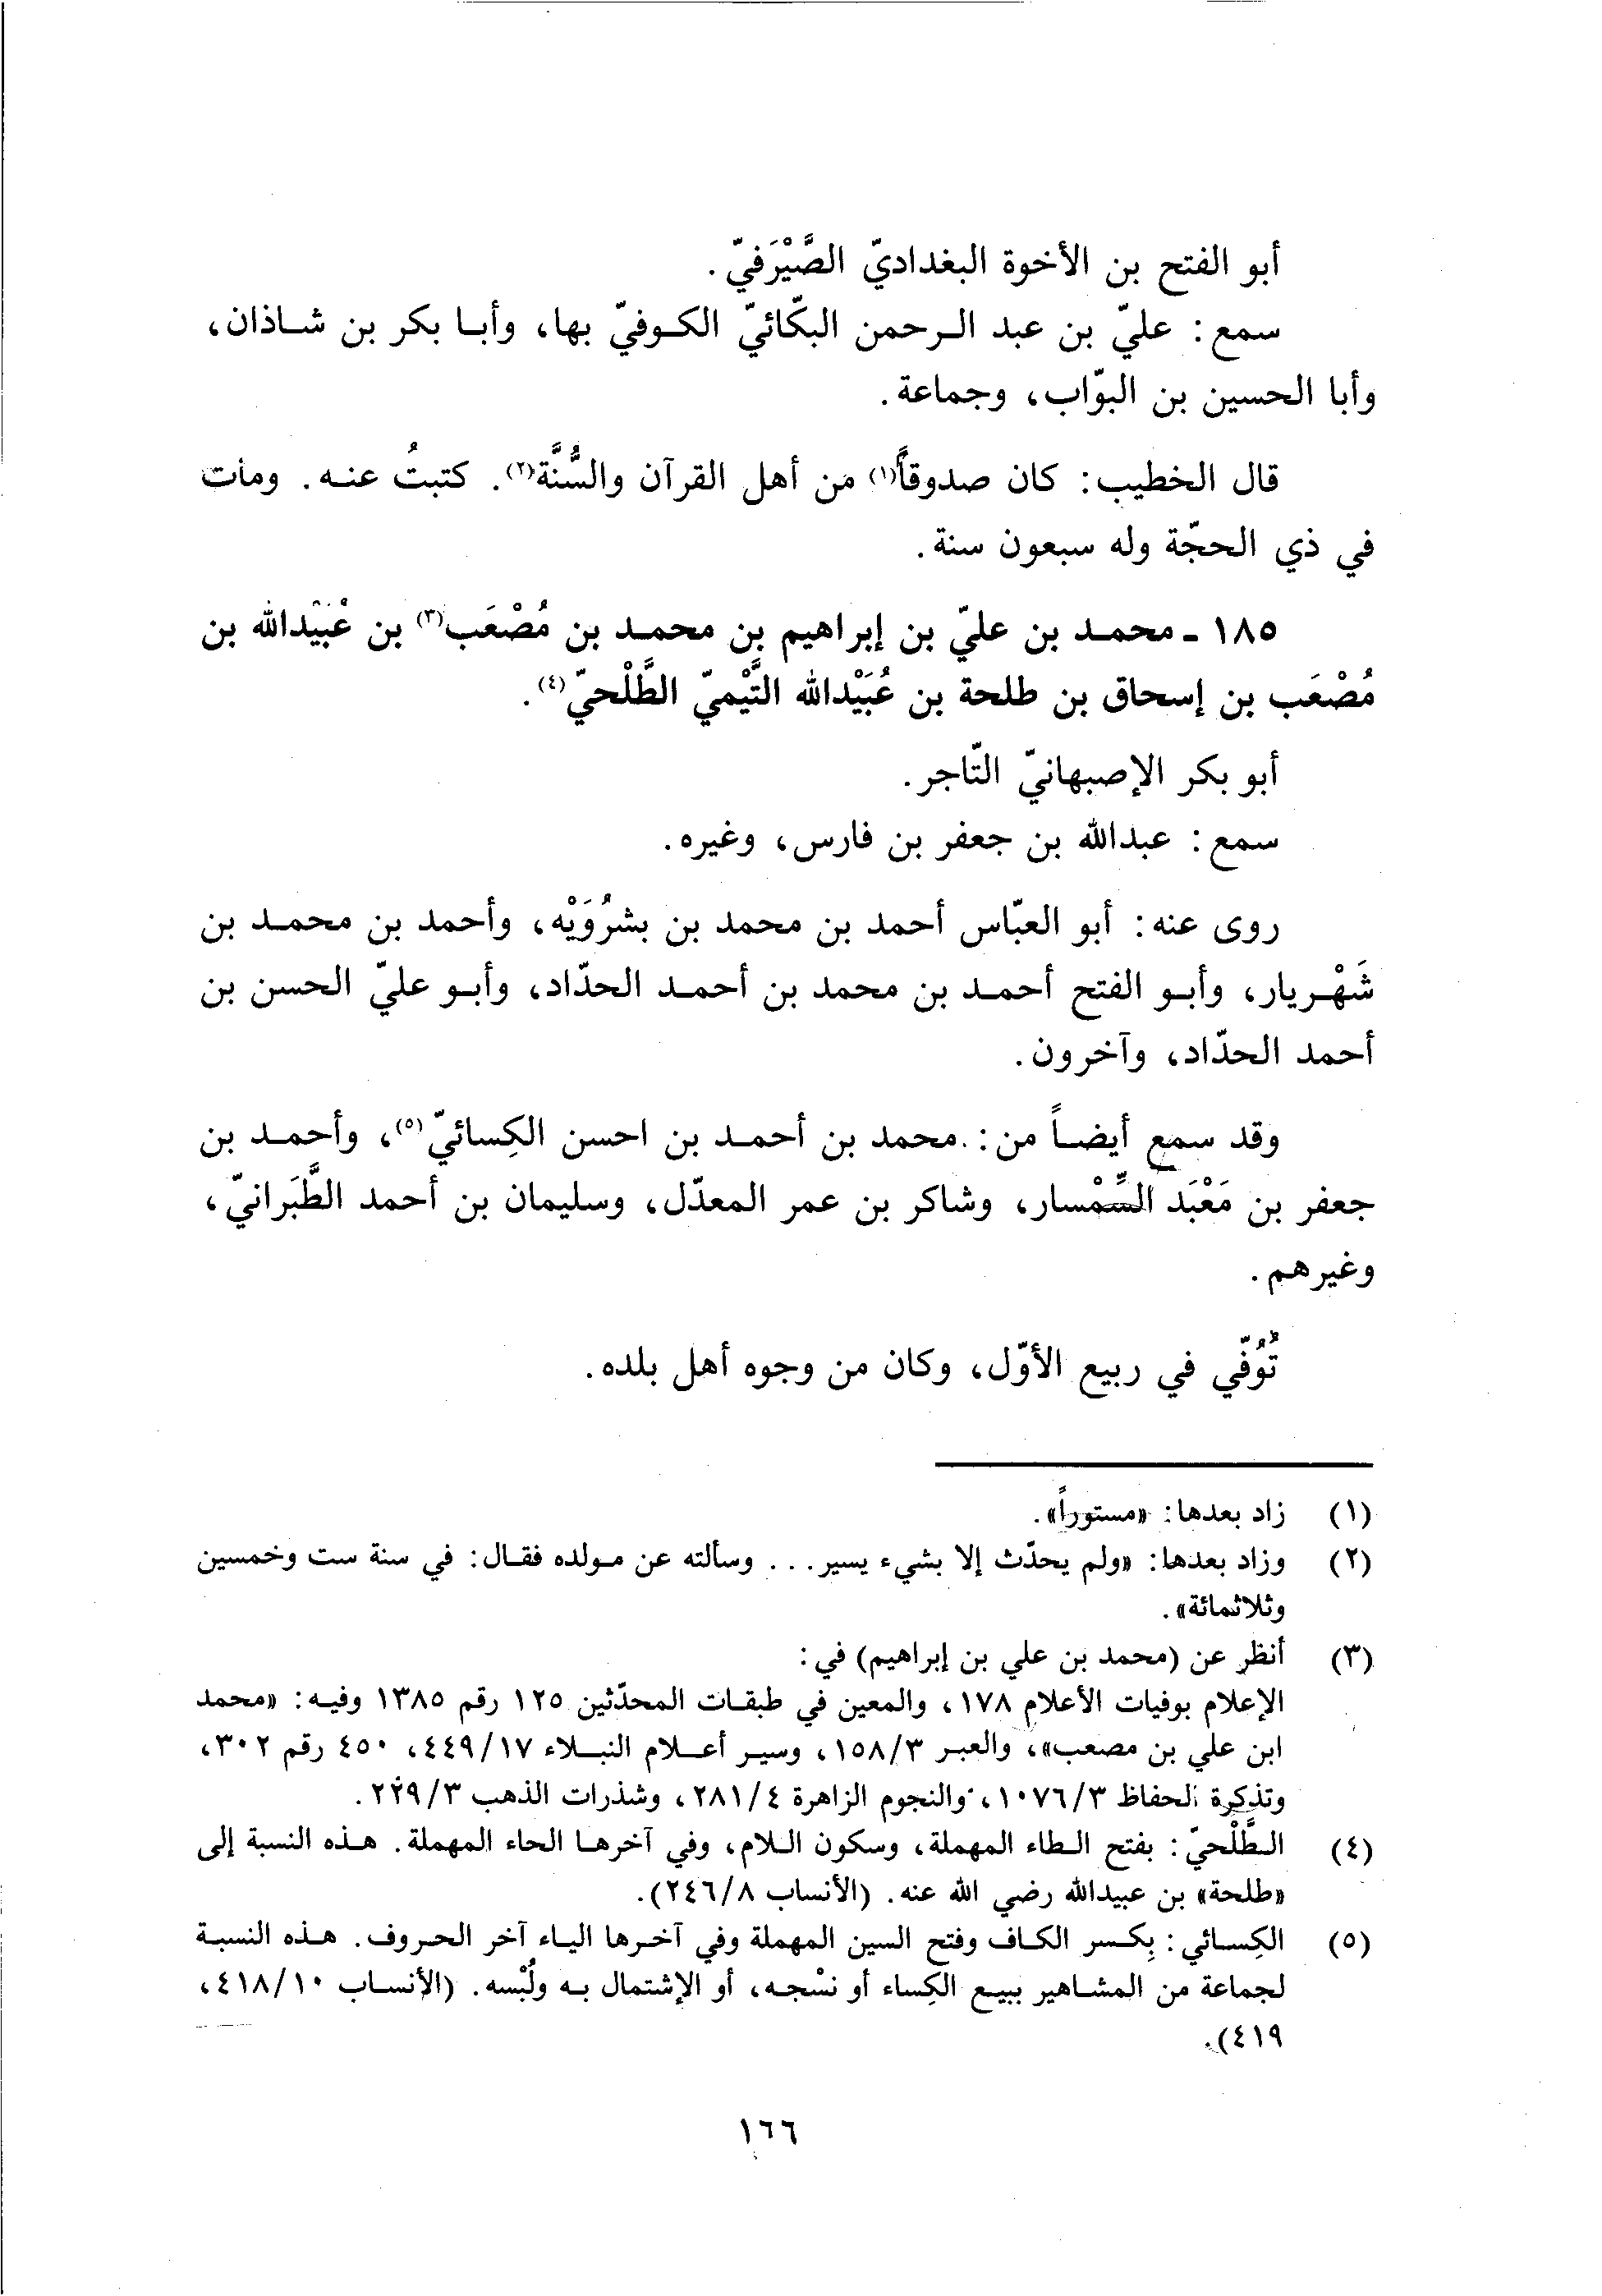 أبو الفتح بن الأخوة البغداديّ الصَّيْرَفيّ.
سمع: عليّ بن عبد الرحمن البكّائيّ الكوفيّ بها، وأبا بكر بن شاذان،
وأبا الحسين بن البوّاب، وجماعة.
قال الخطيب: كان صدوقاً(١) من أهل القرآن والسُّنَّة(٢). كتبتُ عنه. ومات
في ذي الحجّة وله سبعون سنة.
١٨٥ - محمد بن عليّ بن إبراهيم بن محمد بن مُصْعَب(٣) بن عُبَيْدالله بن
مُصْعَب بن إسحاق بن طلحة بن عُبَيْدالله التَّيْميّ الطَّلْحيّ(٤).
أبو بكر الإصبهانيّ التّاجر.
سمع: عبدالله بن جعفر بن فارس، وغيره.
روى عنه: أبو العبّاس أحمد بن محمد بن بشرُوَيْه، وأحمد بن محمد بن
شَهْريار، وأبو الفتح أحمد بن محمد بن أحمد الحدّاد، وأبو عليّ الحسن بن
أحمد الحدّاد، وآخرون.
وقد سمع أيضاً من: محمد بن أحمد بن احسن الكِسائيّ(٥)، وأحمد بن
جعفر بن مَعْبَد السِّمْسار، وشاكر بن عمر المعدّل، وسليمان بن أحمد الطَّبَرانيّ،
وغيرهم.
تُوُفّي في ربيع الأوّل، وكان من وجوه أهل بلده.
(١) زاد بعدها: «مستوراً».
(٢) وزاد بعدها: «ولم يحدّث إلا بشيء يسير... وسألته عن مولده فقال: في سنة ست وخمسين
وثلاثمائة».
(٣) أنظر عن (محمد بن علي بن إبراهيم) في:
الإعلام بوفيات الأعلام ١٧٨، والمعين في طبقات المحدّثين ١٢٥ رقم ١٣٨٥ وفيه: «محمد
ابن علي بن مصعب»، والعبر ١٥٨/٣، وسير أعلام النبلاء ٤٤٩/١٧، ٤٥٠ رقم ٣٠٢،
وتذكرة الحفاظ ١٠٧٦/٣، والنجوم الزاهرة ٢٨١/٤، وشذرات الذهب ٢٢٩/٣.
(٤) الطَّلْحيّ: بفتح الطاء المهملة، وسكون اللام، وفي آخرها الحاء المهملة. هذه النسبة إلى
«طلحة» بن عبيدالله رضي الله عنه. (الأنساب ٢٤٦/٨).
(٥) الكِسائي: بِكسر الكاف وفتح السين المهملة وفي آخرها الياء آخر الحروف. هذه النسبة
لجماعة من المشاهير ببيع الكِساء أو نسْجه، أو الإشتمال به ولُبْسه. (الأنساب ٤١٨/١٠،
٤١٩).
١٦٦